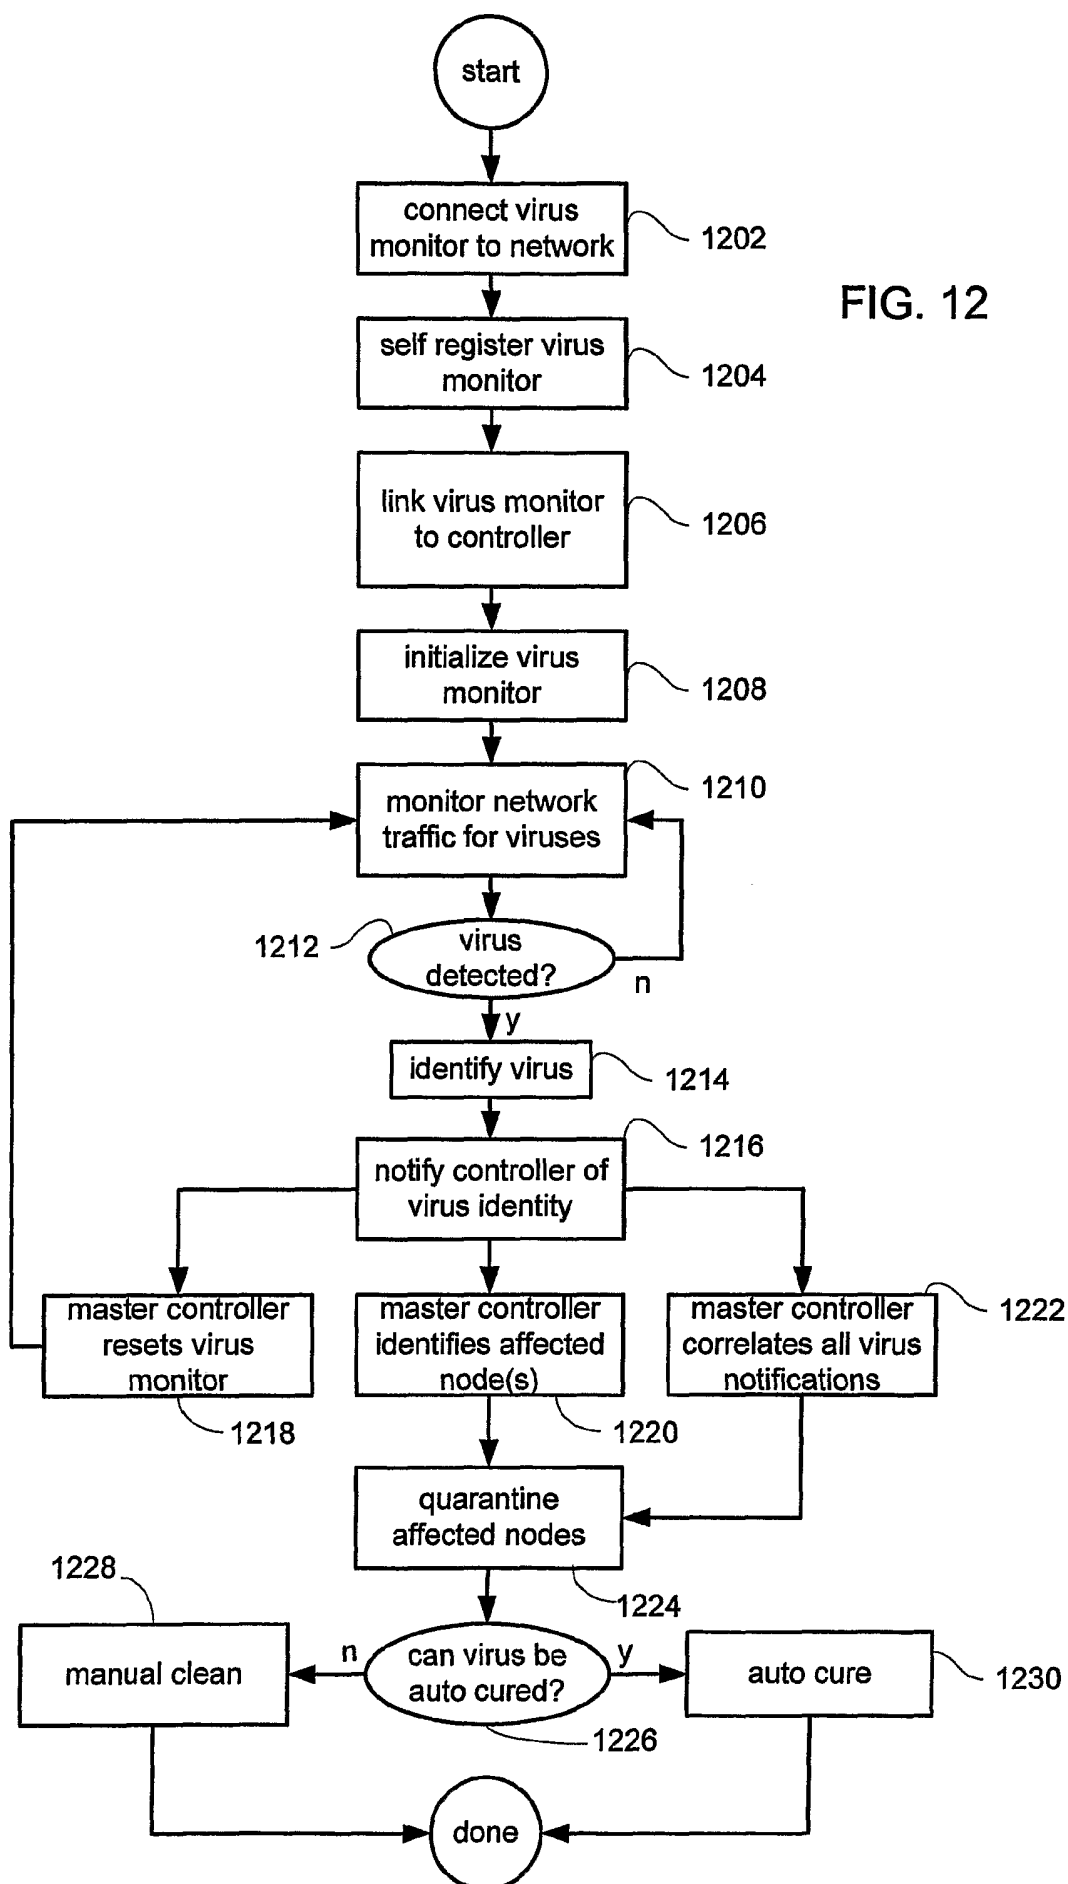 start
connect virus
monitor to network
1202
FIG. 12
self register virus
monitor
1204
link virus monitor
to controller
1206
initialize virus
monitor
1208
monitor network
traffic for viruses
1210
virus
detected?
1212
n
y
identify virus
1214
notify controller of
virus identity
1216
master controller
resets virus
monitor
1218
master controller
identifies affected
node(s)
1220
master controller
correlates all virus
notifications
1222
quarantine
affected nodes
1224
can virus be
auto cured?
1226
n
y
manual clean
1228
auto cure
1230
done